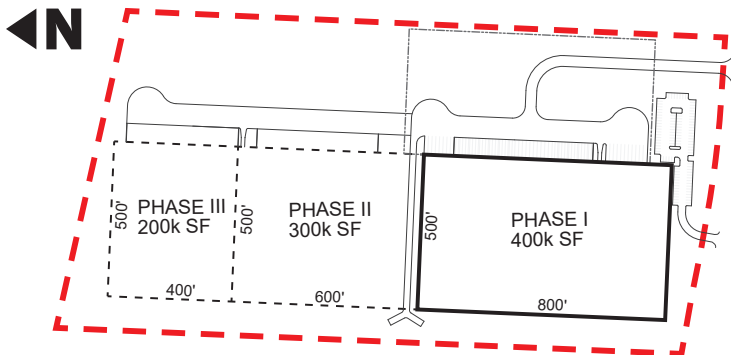 N
PHASE III
200k SF
500'
400'
PHASE II
300k SF
500'
600'
PHASE I
400k SF
500'
800'